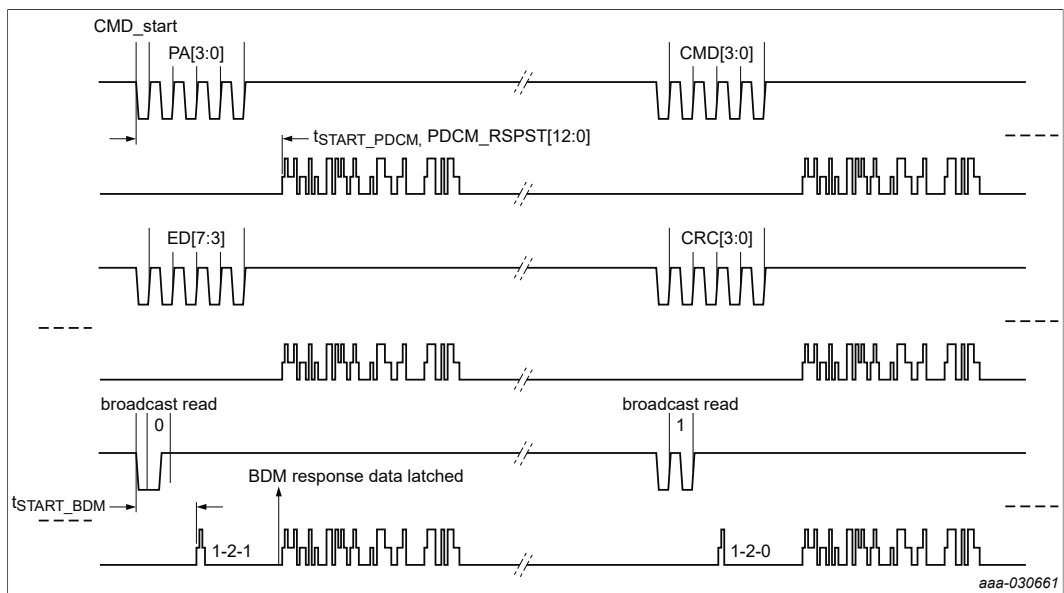 CMD_start
PA[3:0]
CMD[3:0]
tSTART_PDCM, PDCM_RSPST[12:0]
ED[7:3]
CRC[3:0]
broadcast read
0
broadcast read
1
BDM response data latched
tSTART_BDM
1-2-1
1-2-0
aaa-030661